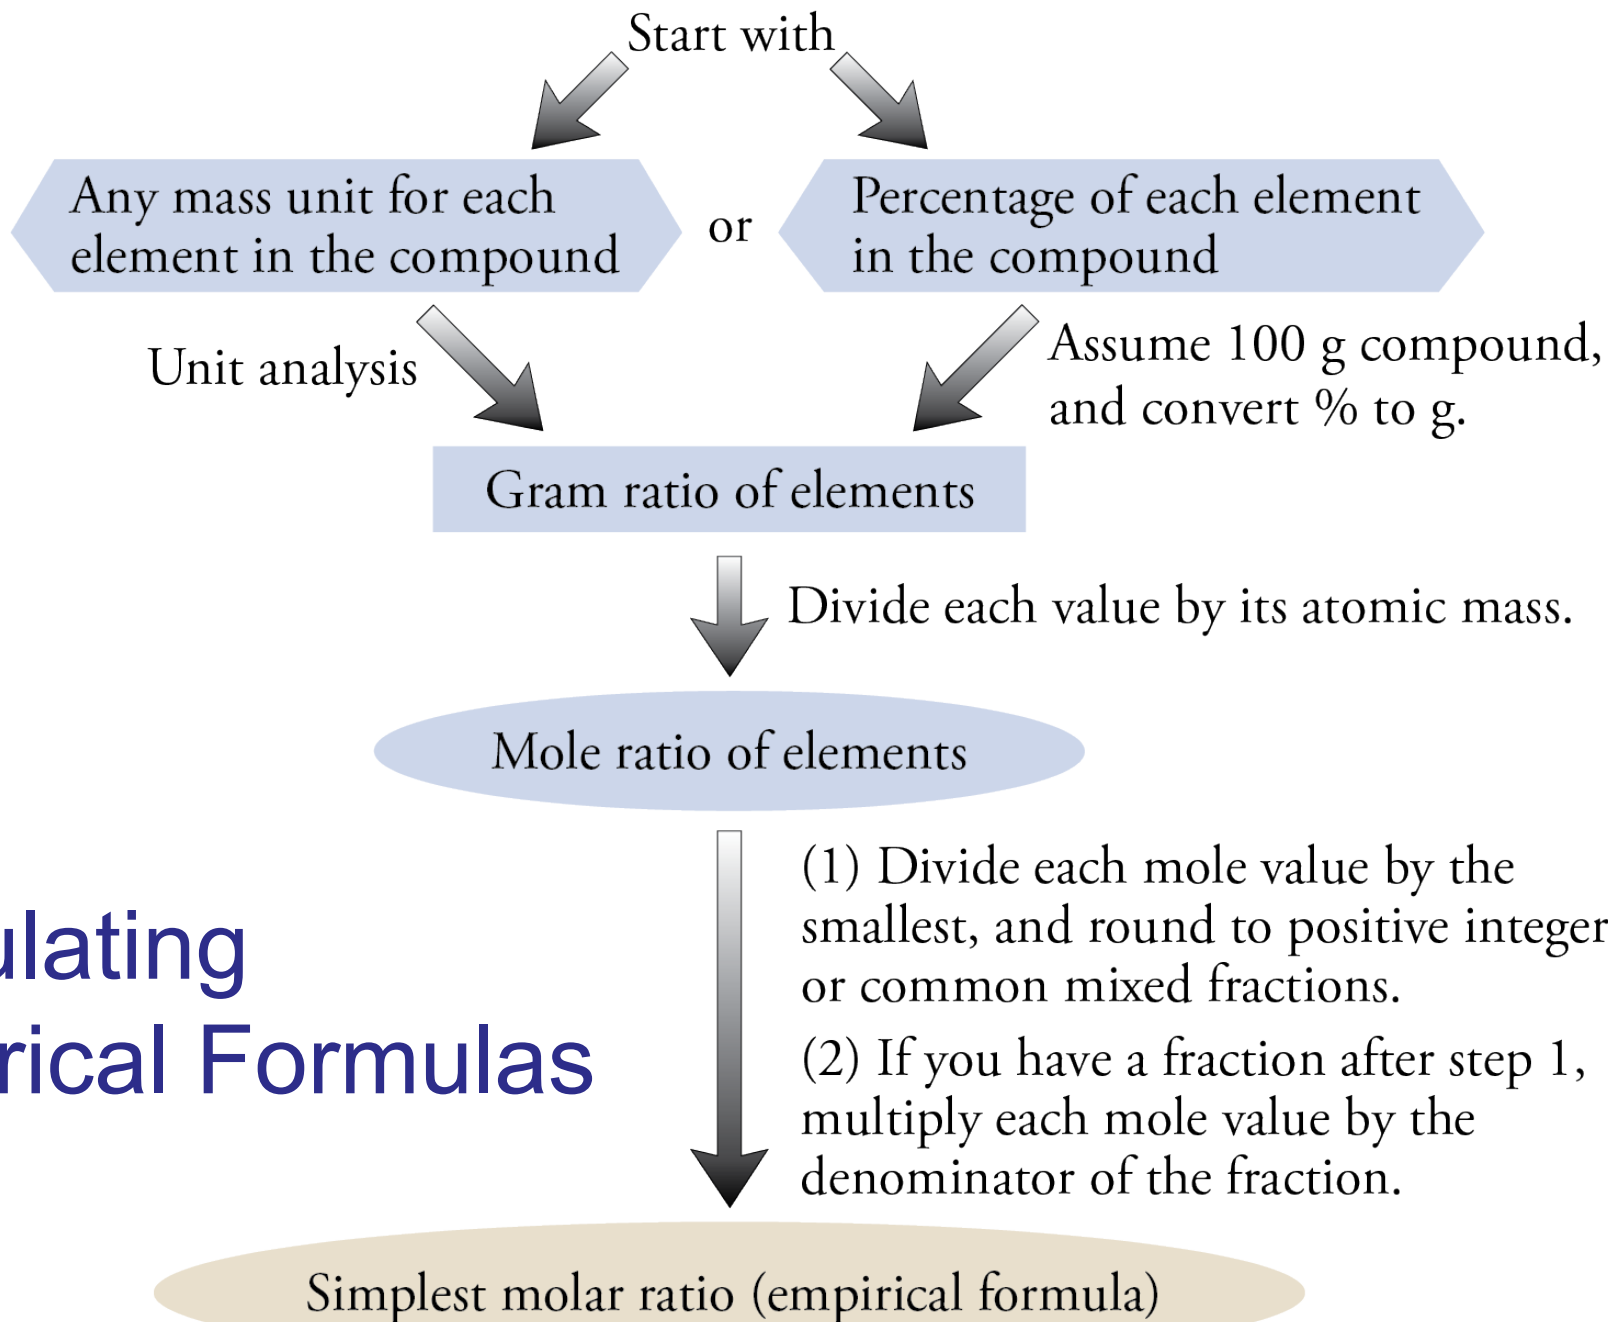 Start with
Any mass unit for each
element in the compound
or
Percentage of each element
in the compound
Unit analysis
Assume 100 g compound,
and convert % to g.
Gram ratio of elements
Divide each value by its atomic mass.
Mole ratio of elements
(1) Divide each mole value by the
smallest, and round to positive integer
or common mixed fractions.
(2) If you have a fraction after step 1,
multiply each mole value by the
denominator of the fraction.
ulating
rical Formulas
Simplest molar ratio (empirical formula)